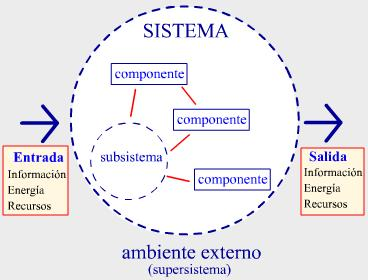 SISTEMA
componente
componente
subsistema
componente
Entrada
Información
Energía
Recursos
Salida
Información
Energía
Recursos
ambiente externo
(supersistema)